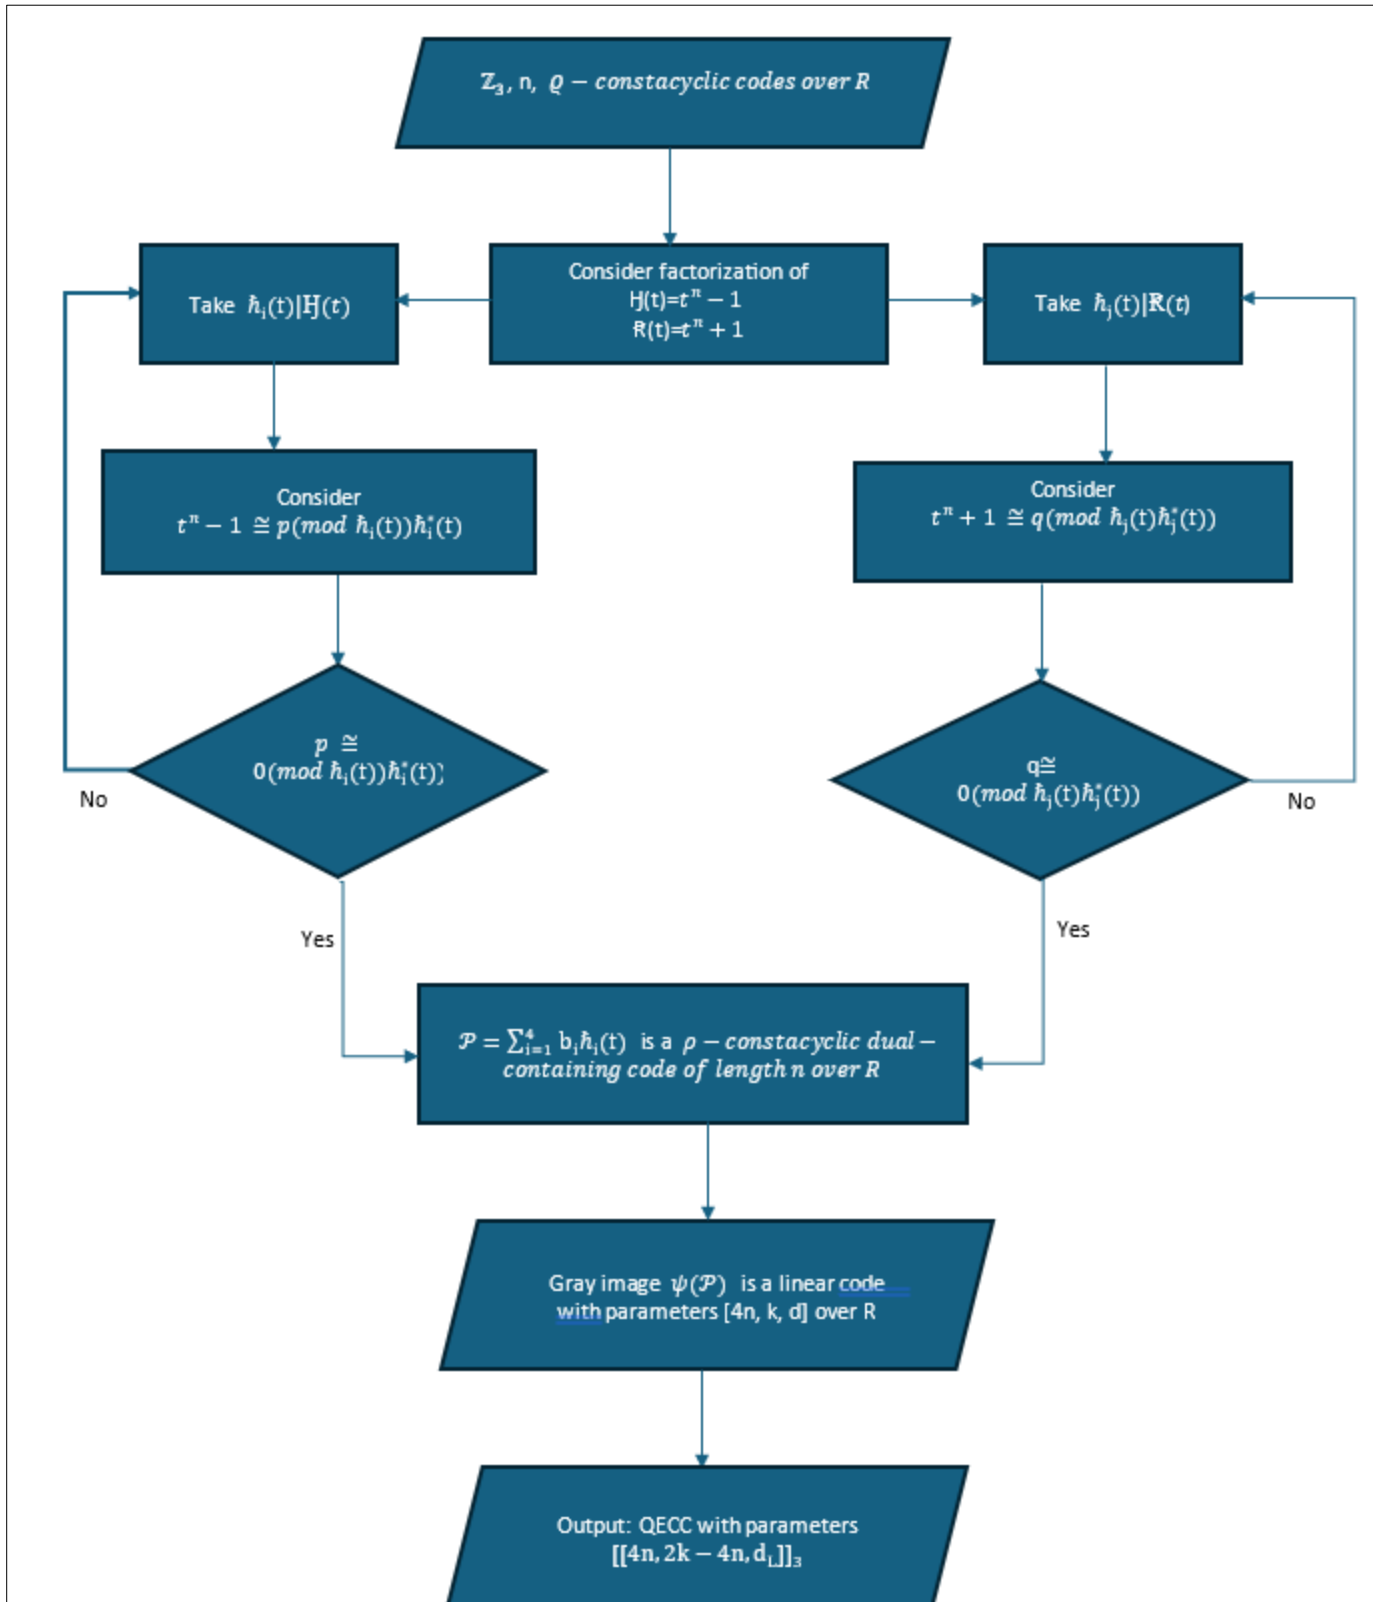 ℤ₃, n, ϱ − constacyclic codes over R
Consider factorization of
Ӈ(t)=tⁿ − 1
Ʀ(t)=tⁿ + 1
Take ħᵢ(t)|Ӈ(t)
Take ħⱼ(t)|Ʀ(t)
Consider
tⁿ − 1 ≅ p(mod ħᵢ(t))ħᵢ*(t)
Consider
tⁿ + 1 ≅ q(mod ħⱼ(t)ħⱼ*(t))
p ≅
0(mod ħᵢ(t))ħᵢ*(t))
No
q≅
0(mod ħⱼ(t)ħⱼ*(t))
No
Yes
Yes
𝒫 = ∑⁴ᵢ₌₁ bᵢħᵢ(t) is a ρ − constacyclic dual −
containing code of length n over R
Gray image ψ(𝒫) is a linear code
with parameters [4n, k, d] over R
Output: QECC with parameters
[[4n, 2k − 4n, d_L]]₃